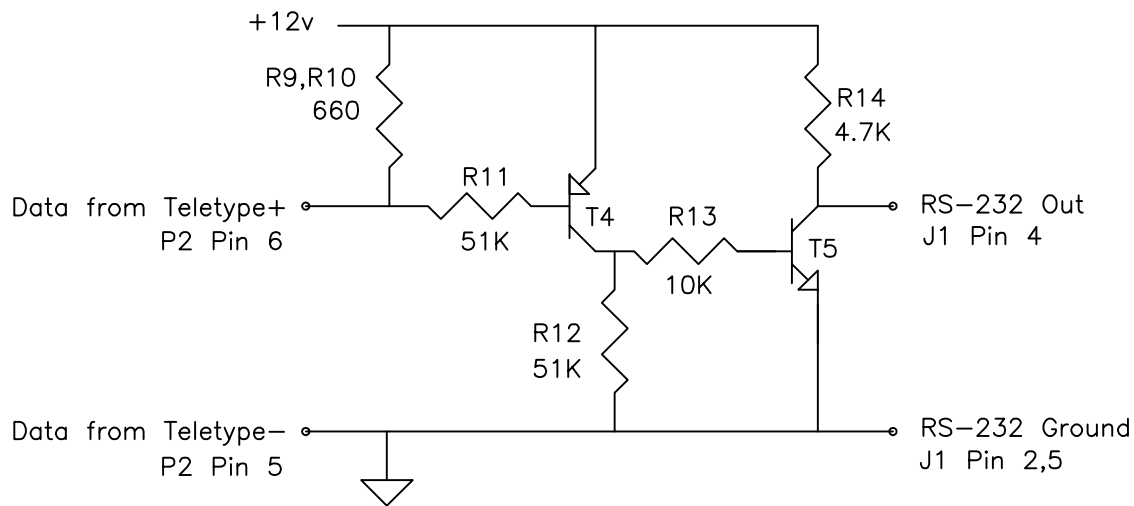 +12v
R9,R10
660
R14
4.7K
R11
51K
Data from Teletype+
P2 Pin 6
T4
R13
10K
T5
RS-232 Out
J1 Pin 4
R12
51K
Data from Teletype-
P2 Pin 5
RS-232 Ground
J1 Pin 2,5